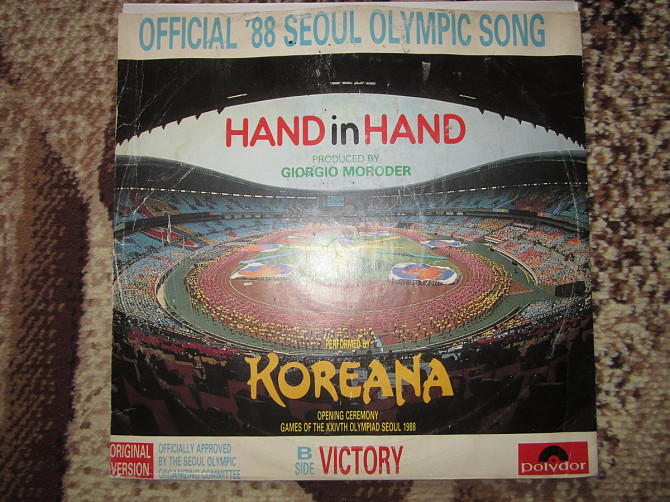 OFFICIAL '88 SEOUL OLYMPIC SONG
HAND in HAND
PRODUCED BY
GIORGIO MORODER
PERFORMED BY
KOREANA
OPENING CEREMONY
GAMES OF THE XXIVTH OLYMPIAD SEOUL 1988
ORIGINAL
VERSION
OFFICIALLY APPROVED
BY THE SEOUL OLYMPIC
ORGANIZING COMMITTEE
B
SIDE VICTORY
Polydor